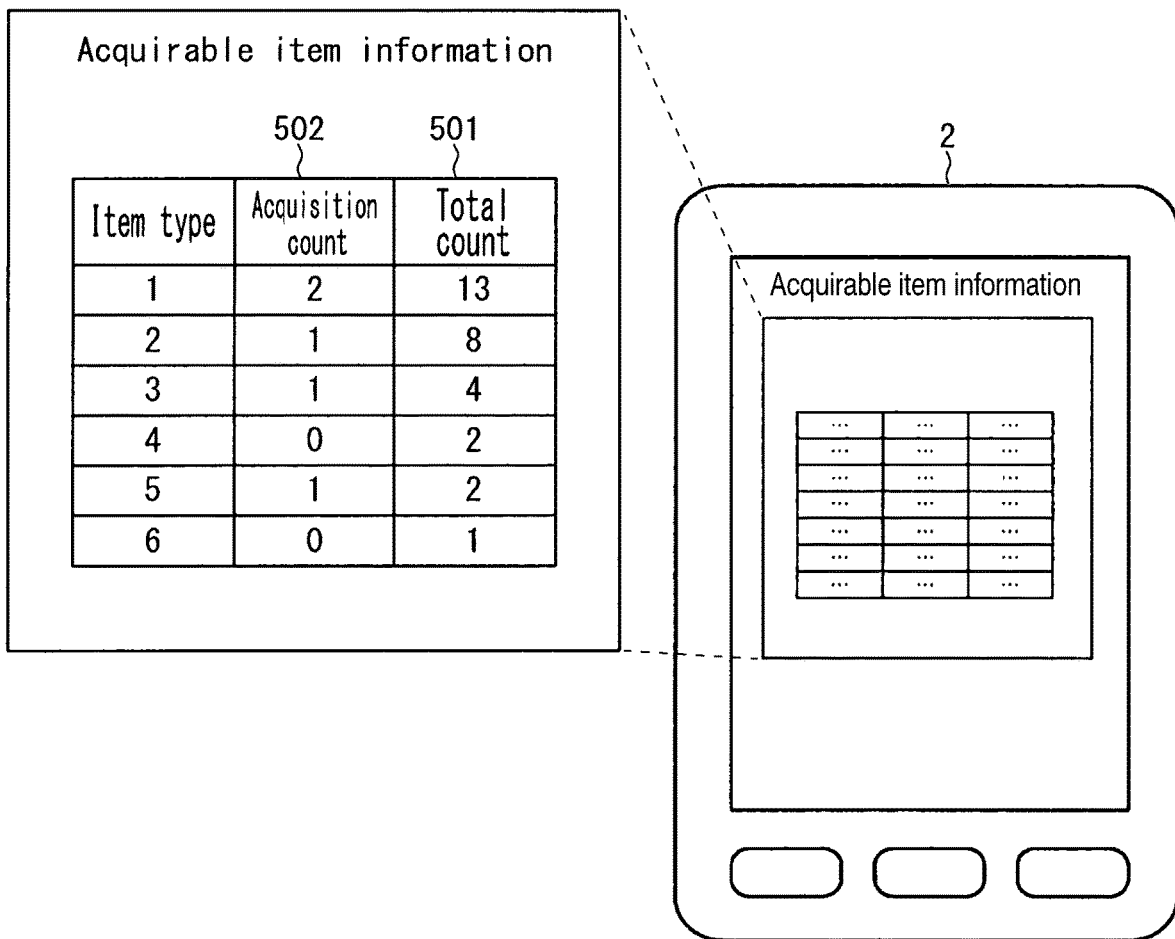 Acquirable item information
502 501
Item type Acquisition count Total count
1 2 13
2 1 8
3 1 4
4 0 2
5 1 2
6 0 1
2
Acquirable item information
... ... ...
... ... ...
... ... ...
... ... ...
... ... ...
... ... ...
... ... ...